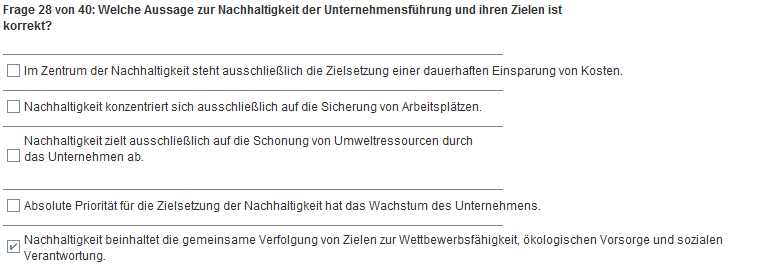 Frage 28 von 40: Welche Aussage zur Nachhaltigkeit der Unternehmensführung und ihren Zielen ist
korrekt?
Im Zentrum der Nachhaltigkeit steht ausschließlich die Zielsetzung einer dauerhaften Einsparung von Kosten.
Nachhaltigkeit konzentriert sich ausschließlich auf die Sicherung von Arbeitsplätzen.
Nachhaltigkeit zielt ausschließlich auf die Schonung von Umweltressourcen durch
das Unternehmen ab.
Absolute Priorität für die Zielsetzung der Nachhaltigkeit hat das Wachstum des Unternehmens.
Nachhaltigkeit beinhaltet die gemeinsame Verfolgung von Zielen zur Wettbewerbsfähigkeit, ökologischen Vorsorge und sozialen
Verantwortung.